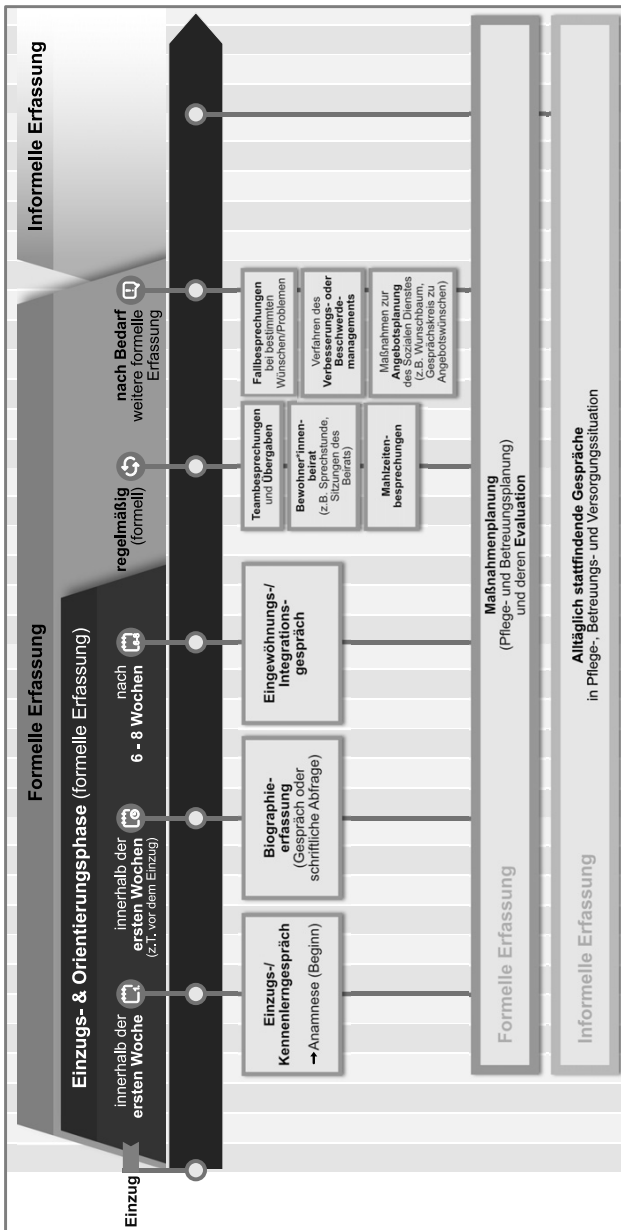 Formelle Erfassung
Informelle Erfassung
Einzugs- & Orientierungsphase (formelle Erfassung)
Einzug
innerhalb der
ersten Woche
innerhalb der
ersten Wochen
(z.T. vor dem Einzug)
nach
6 - 8 Wochen
regelmäßig
(formell)
nach Bedarf
weitere formelle
Erfassung
Einzugs-/
Kennenlerngespräch
➞Anamnese (Beginn)
Biographie-
erfassung
(Gespräch oder
schriftliche Abfrage)
Eingewöhnungs-/
Integrations-
gespräch
Teambesprechungen
und Übergaben
Bewohner*innen-
beirat
(z.B. Sprechstunde,
Sitzungen des
Beirats)
Mahlzeiten-
besprechungen
Fallbesprechungen
bei bestimmten
Wünschen/Problemen
Verfahren des
Verbesserungs- oder
Beschwerde-
managements
Maßnahmen zur
Angebotsplanung
des Sozialen Dienstes
(z.B. Wunschbaum,
Gesprächskreis zu
Angebotswünschen)
Formelle Erfassung
Maßnahmenplanung
(Pflege- und Betreuungsplanung)
und deren Evaluation
Informelle Erfassung
Alltäglich stattfindende Gespräche
in Pflege-, Betreuungs- und Versorgungssituation